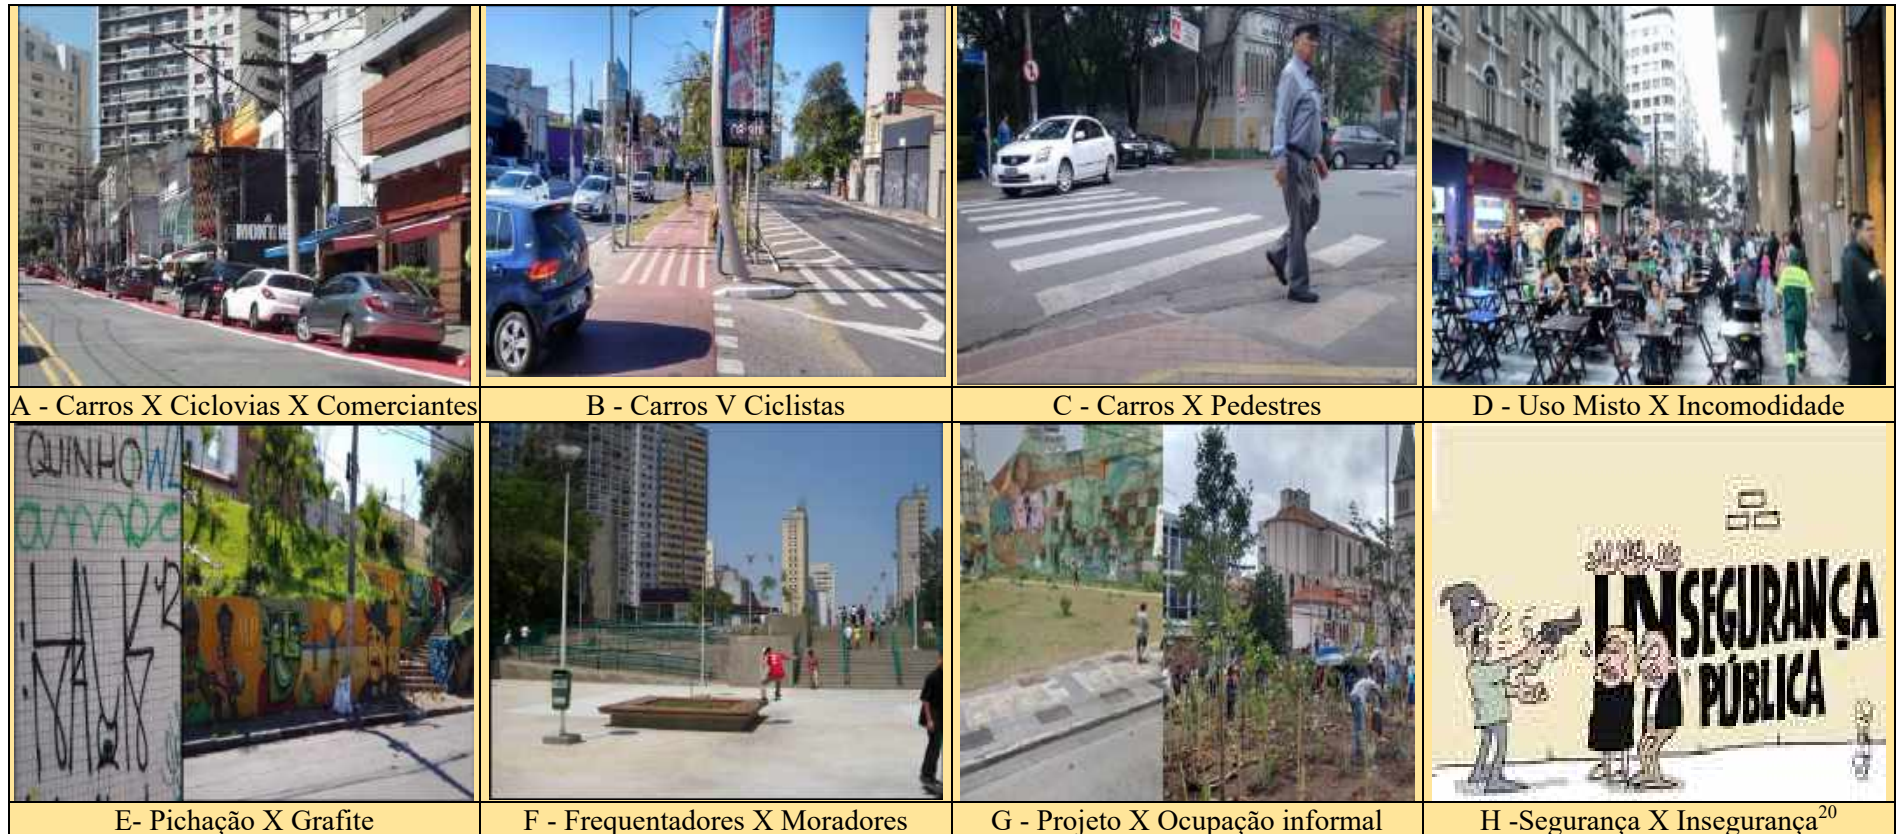 MONTI
A - Carros X Ciclovias X Comerciantes
B - Carros V Ciclistas
C - Carros X Pedestres
D - Uso Misto X Incomodidade
QUINHO
INSEGURANÇA
PÚBLICA
E- Pichação X Grafite
F - Frequentadores X Moradores
G - Projeto X Ocupação informal
H -Segurança X Insegurança20